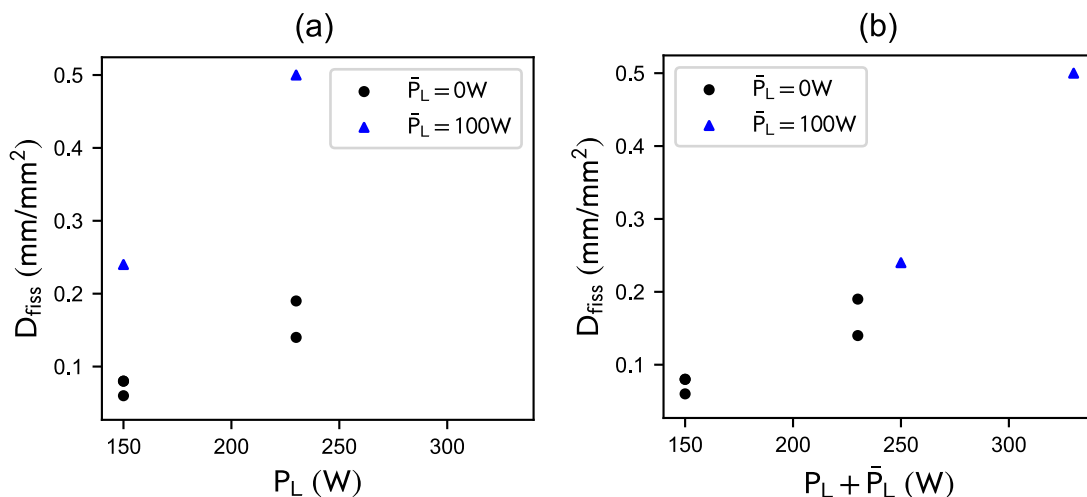 (a)
0.5
0.4
0.3
0.2
0.1
D_fiss (mm/mm²)
P̄_L = 0W
P̄_L = 100W
150
200
250
300
P_L (W)
(b)
0.5
0.4
0.3
0.2
0.1
D_fiss (mm/mm²)
P̄_L = 0W
P̄_L = 100W
150
200
250
300
P_L + P̄_L (W)